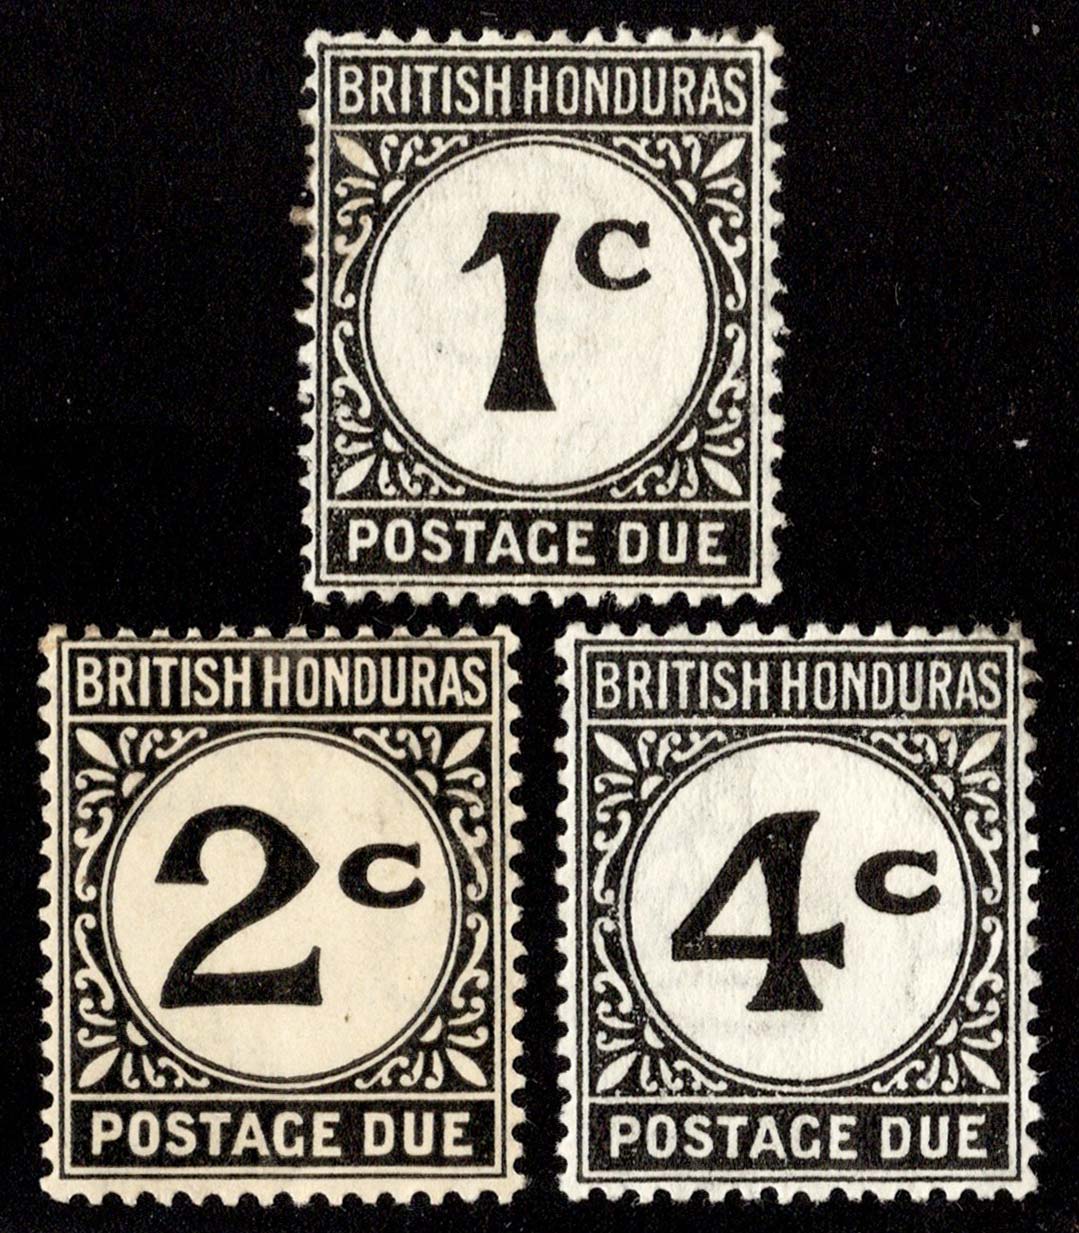 BRITISH HONDURAS
1c
POSTAGE DUE
BRITISH HONDURAS
2c
POSTAGE DUE
BRITISH HONDURAS
4c
POSTAGE DUE